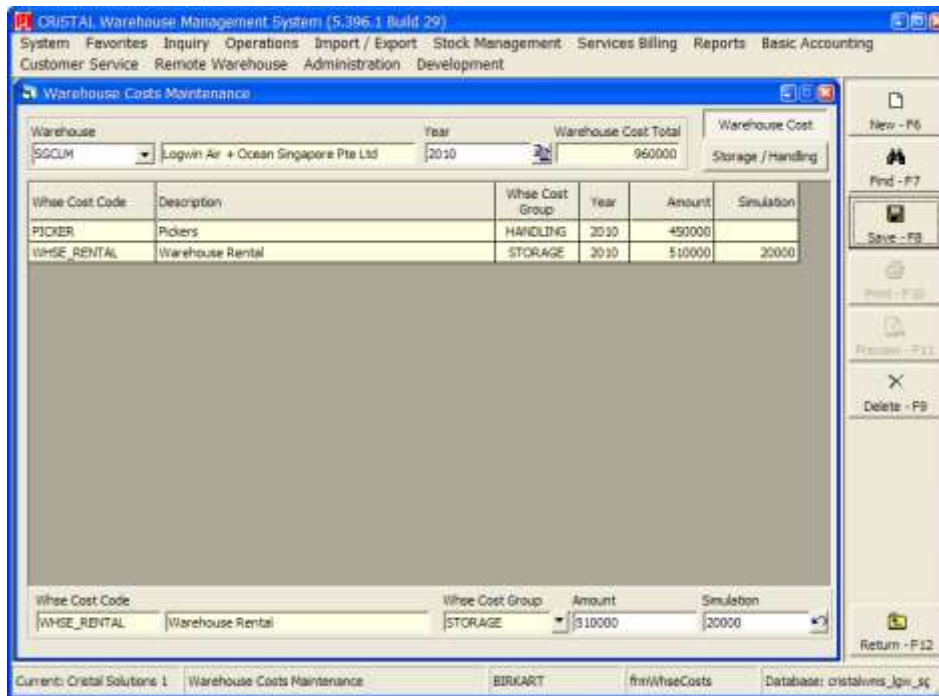 CRISTAL Warehouse Management System (5.396.1 Build 29)
System Favorites Inquiry Operations Import / Export Stock Management Services Billing Reports Basic Accounting
Customer Service Remote Warehouse Administration Development
Warehouse Costs Maintenance
Warehouse Year Warehouse Cost Total Warehouse Cost
SGCLM Logwin Air + Ocean Singapore Pte Ltd 2010 960000 Storage / Handling
Whse Cost Code Description Whse Cost Group Year Amount Simulation
PICKER Pickers HANDLING 2010 450000
WHSE_RENTAL Warehouse Rental STORAGE 2010 510000 20000
Whse Cost Code Whse Cost Group Amount Simulation
WHSE_RENTAL Warehouse Rental STORAGE 510000 20000
New - F6
Find - F7
Save - F8
Print - F10
Preview - F11
Delete - F9
Return - F12
Current: Cristal Solutions 1 Warehouse Costs Maintenance BIRKART frmWhseCosts Database: cristalwms_lgw_sg